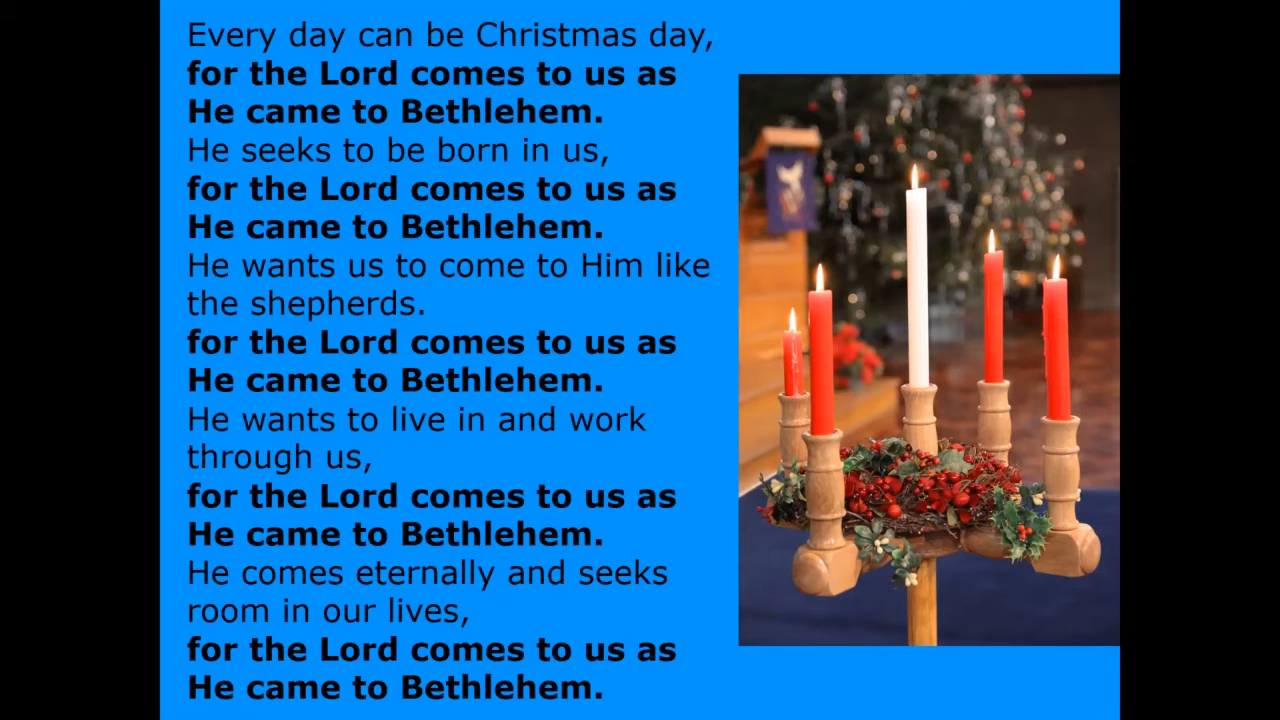 Every day can be Christmas day,
for the Lord comes to us as
He came to Bethlehem.
He seeks to be born in us,
for the Lord comes to us as
He came to Bethlehem.
He wants us to come to Him like
the shepherds.
for the Lord comes to us as
He came to Bethlehem.
He wants to live in and work
through us,
for the Lord comes to us as
He came to Bethlehem.
He comes eternally and seeks
room in our lives,
for the Lord comes to us as
He came to Bethlehem.